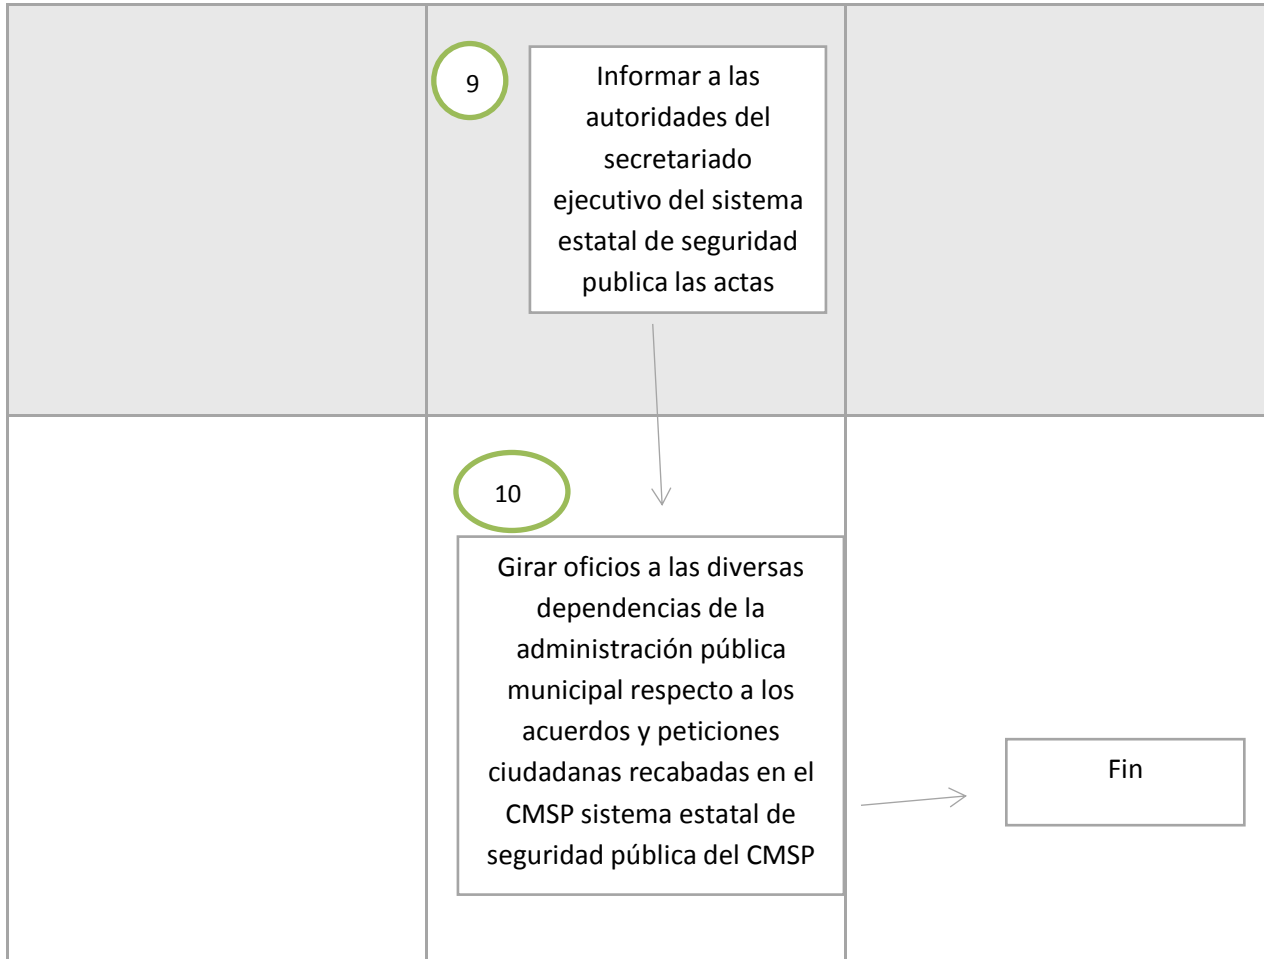 9
Informar a las
autoridades del
secretariado
ejecutivo del sistema
estatal de seguridad
publica las actas
10
Girar oficios a las diversas
dependencias de la
administración pública
municipal respecto a los
acuerdos y peticiones
ciudadanas recabadas en el
CMSP sistema estatal de
seguridad pública del CMSP
Fin